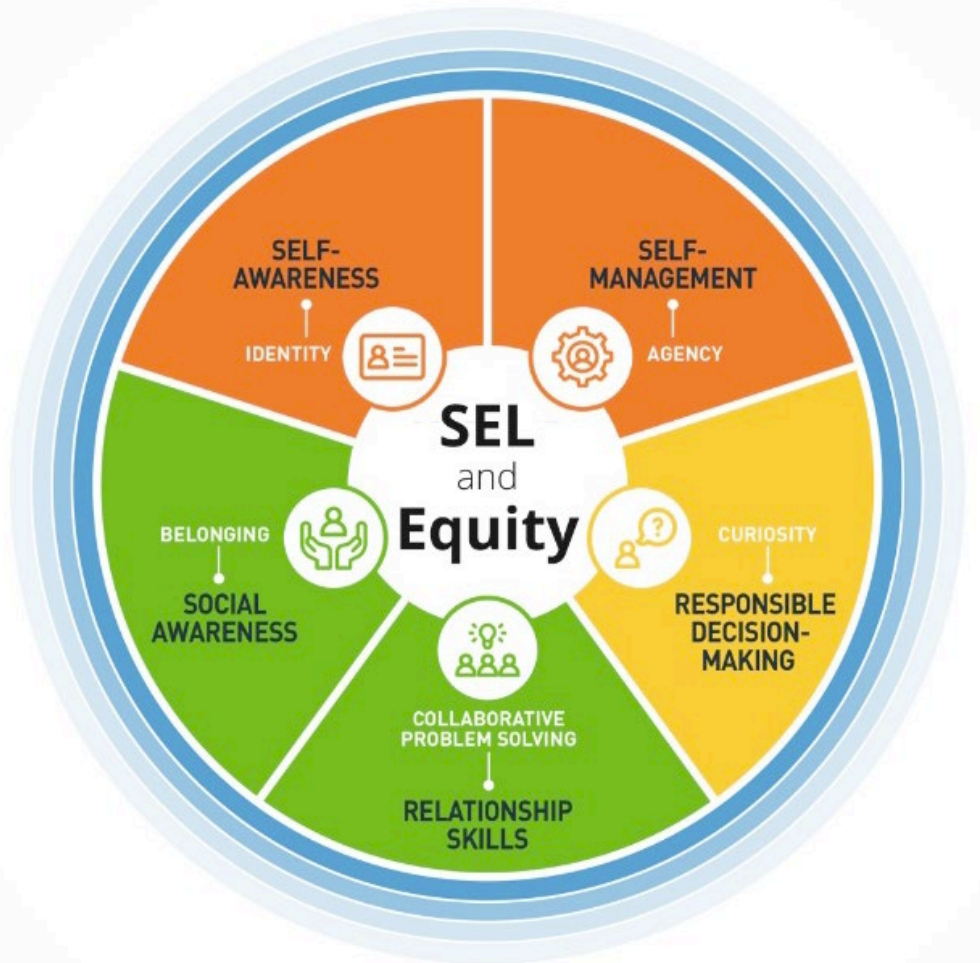 SELF-
AWARENESS
IDENTITY
SELF-
MANAGEMENT
AGENCY
SEL
and
Equity
BELONGING
SOCIAL
AWARENESS
CURIOSITY
RESPONSIBLE
DECISION-
MAKING
COLLABORATIVE
PROBLEM SOLVING
RELATIONSHIP
SKILLS